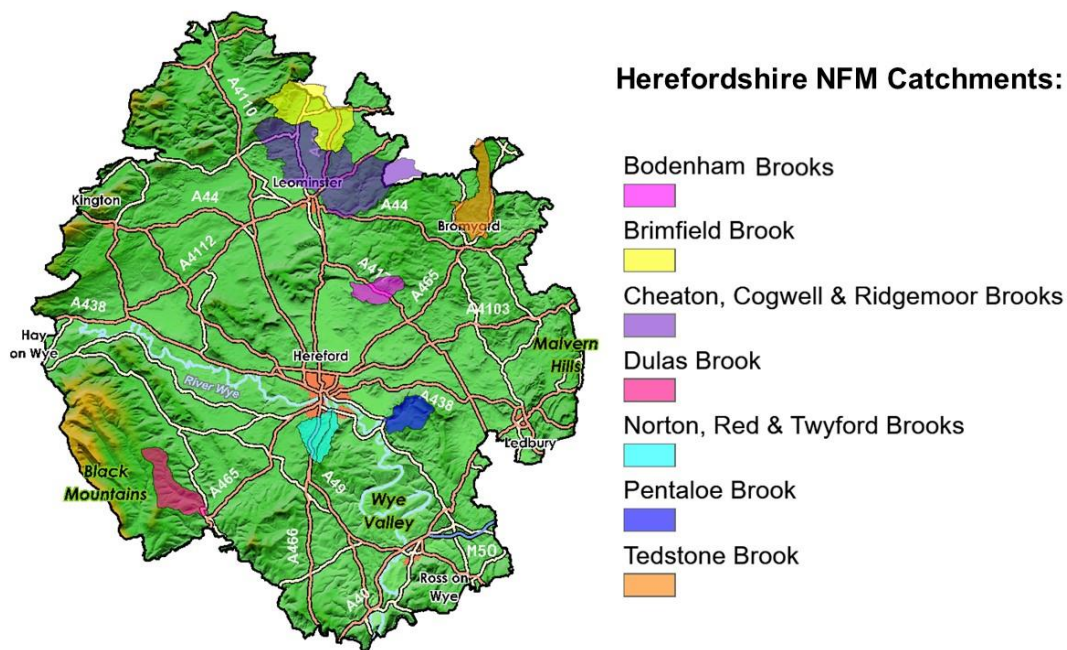 Herefordshire NFM Catchments:
Bodenham Brooks
Brimfield Brook
Cheaton, Cogwell & Ridgemoor Brooks
Dulas Brook
Norton, Red & Twyford Brooks
Pentaloe Brook
Tedstone Brook
A4110
Leominster
Kington
A44
A44
Bromyard
A4112
A465
A438
A4103
Hay
on Wye
Hereford
Malvern
Hills
River Wye
A438
Ledbury
Black
Mountains
A465
A49
Wye
Valley
A466
M50
Ross on
Wye
A40